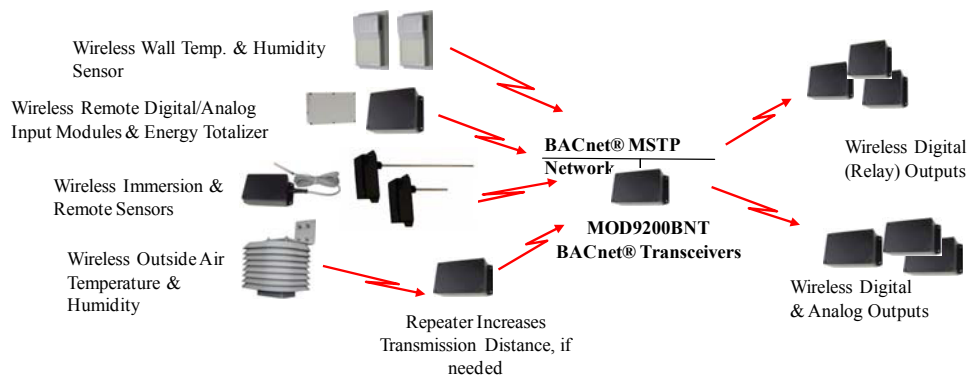 Wireless Wall Temp. & Humidity
Sensor
Wireless Remote Digital/Analog
Input Modules & Energy Totalizer
Wireless Immersion &
Remote Sensors
Wireless Outside Air
Temperature &
Humidity
Repeater Increases
Transmission Distance, if
needed
BACnet® MSTP
Network
MOD9200BNT
BACnet® Transceivers
Wireless Digital
(Relay) Outputs
Wireless Digital
& Analog Outputs